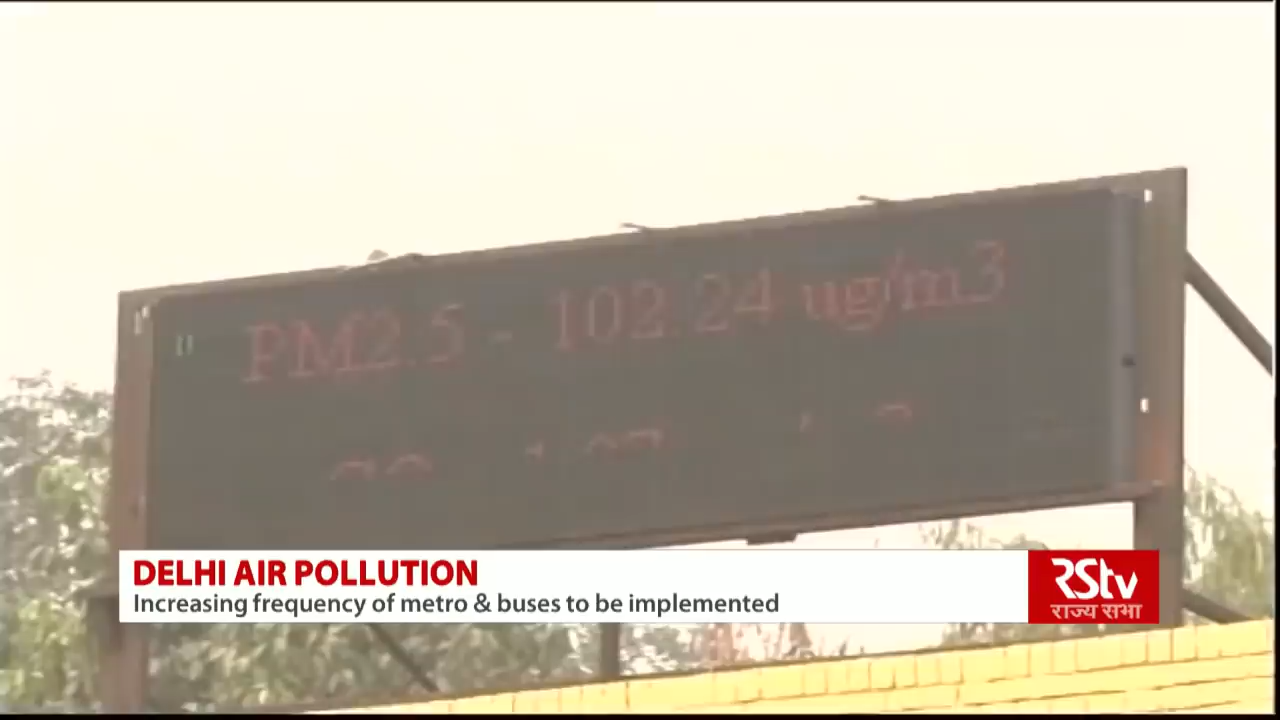 PM2.5 - 102.24 ug/m3
DELHI AIR POLLUTION
Increasing frequency of metro & buses to be implemented
RStv
राज्य सभा